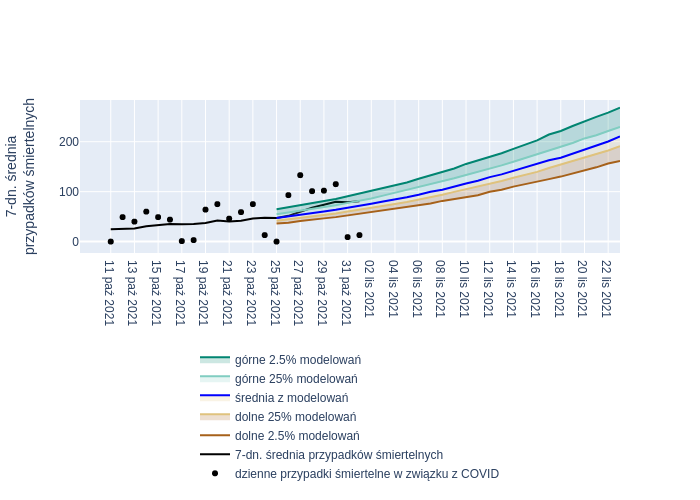 7-dn. średnia
przypadków śmiertelnych
200
100
0
11 paź 2021
13 paź 2021
15 paź 2021
17 paź 2021
19 paź 2021
21 paź 2021
23 paź 2021
25 paź 2021
27 paź 2021
29 paź 2021
31 paź 2021
02 lis 2021
04 lis 2021
06 lis 2021
08 lis 2021
10 lis 2021
12 lis 2021
14 lis 2021
16 lis 2021
18 lis 2021
20 lis 2021
22 lis 2021
górne 2.5% modelowań
górne 25% modelowań
średnia z modelowań
dolne 25% modelowań
dolne 2.5% modelowań
7-dn. średnia przypadków śmiertelnych
dzienne przypadki śmiertelne w związku z COVID